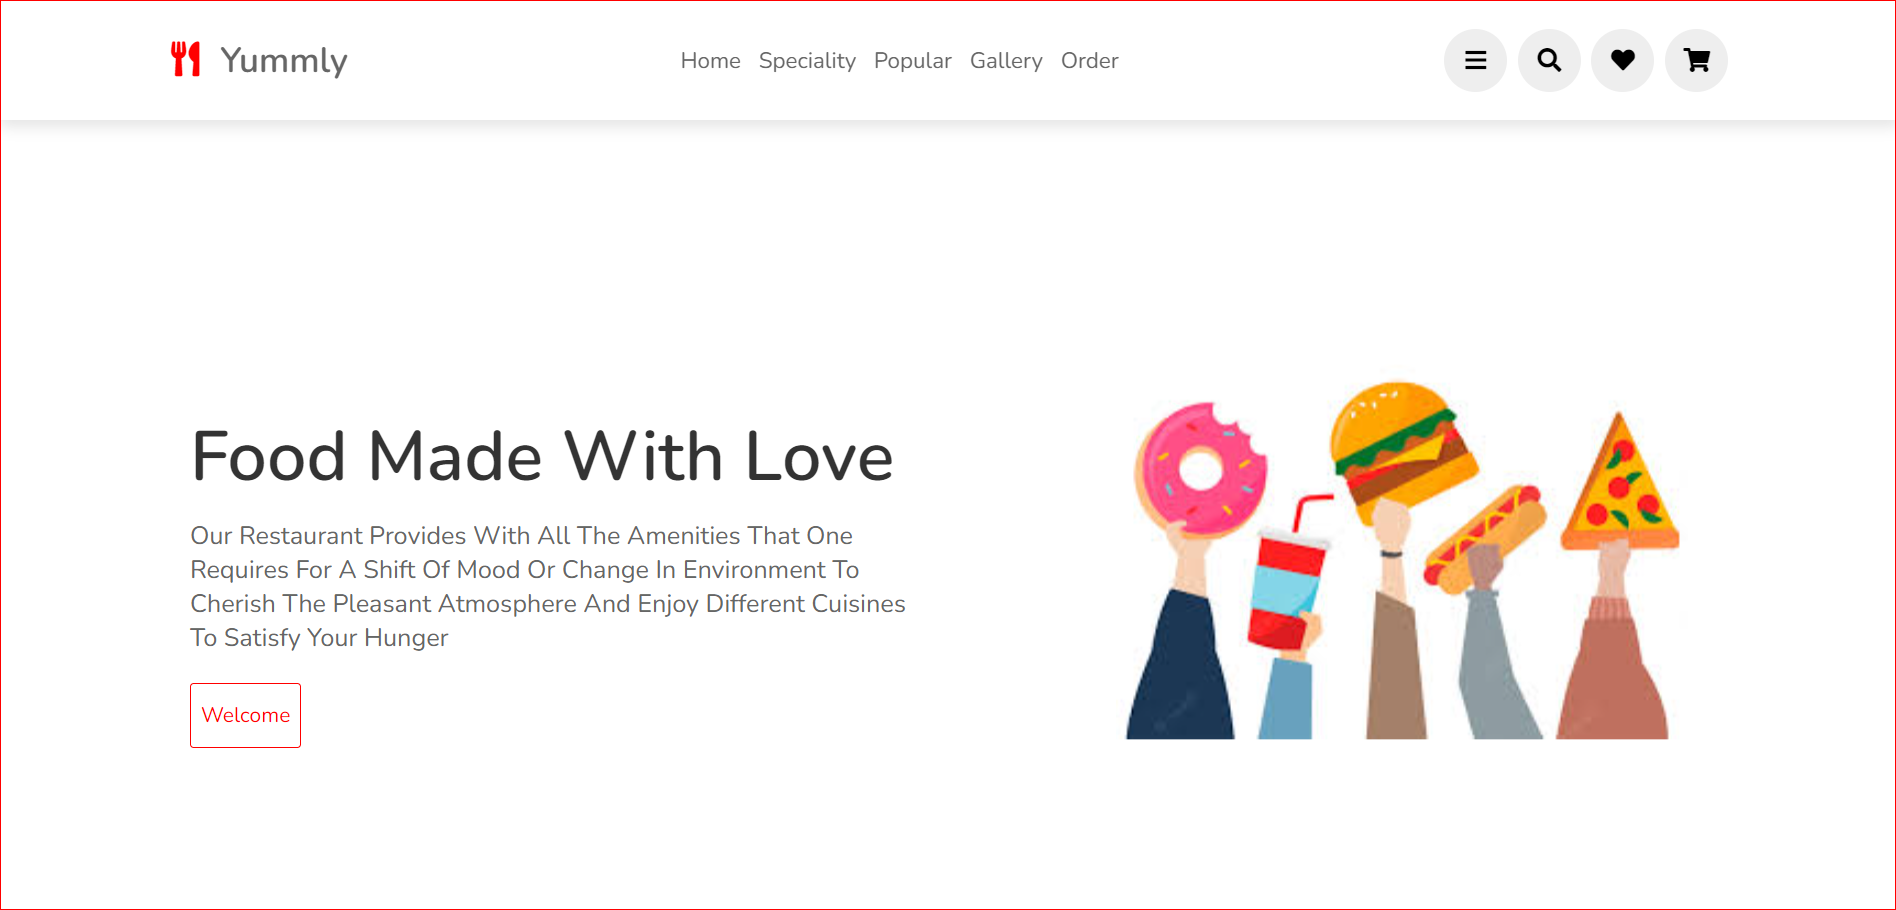 Yummly
Home Speciality Popular Gallery Order
Food Made With Love
Our Restaurant Provides With All The Amenities That One
Requires For A Shift Of Mood Or Change In Environment To
Cherish The Pleasant Atmosphere And Enjoy Different Cuisines
To Satisfy Your Hunger
Welcome